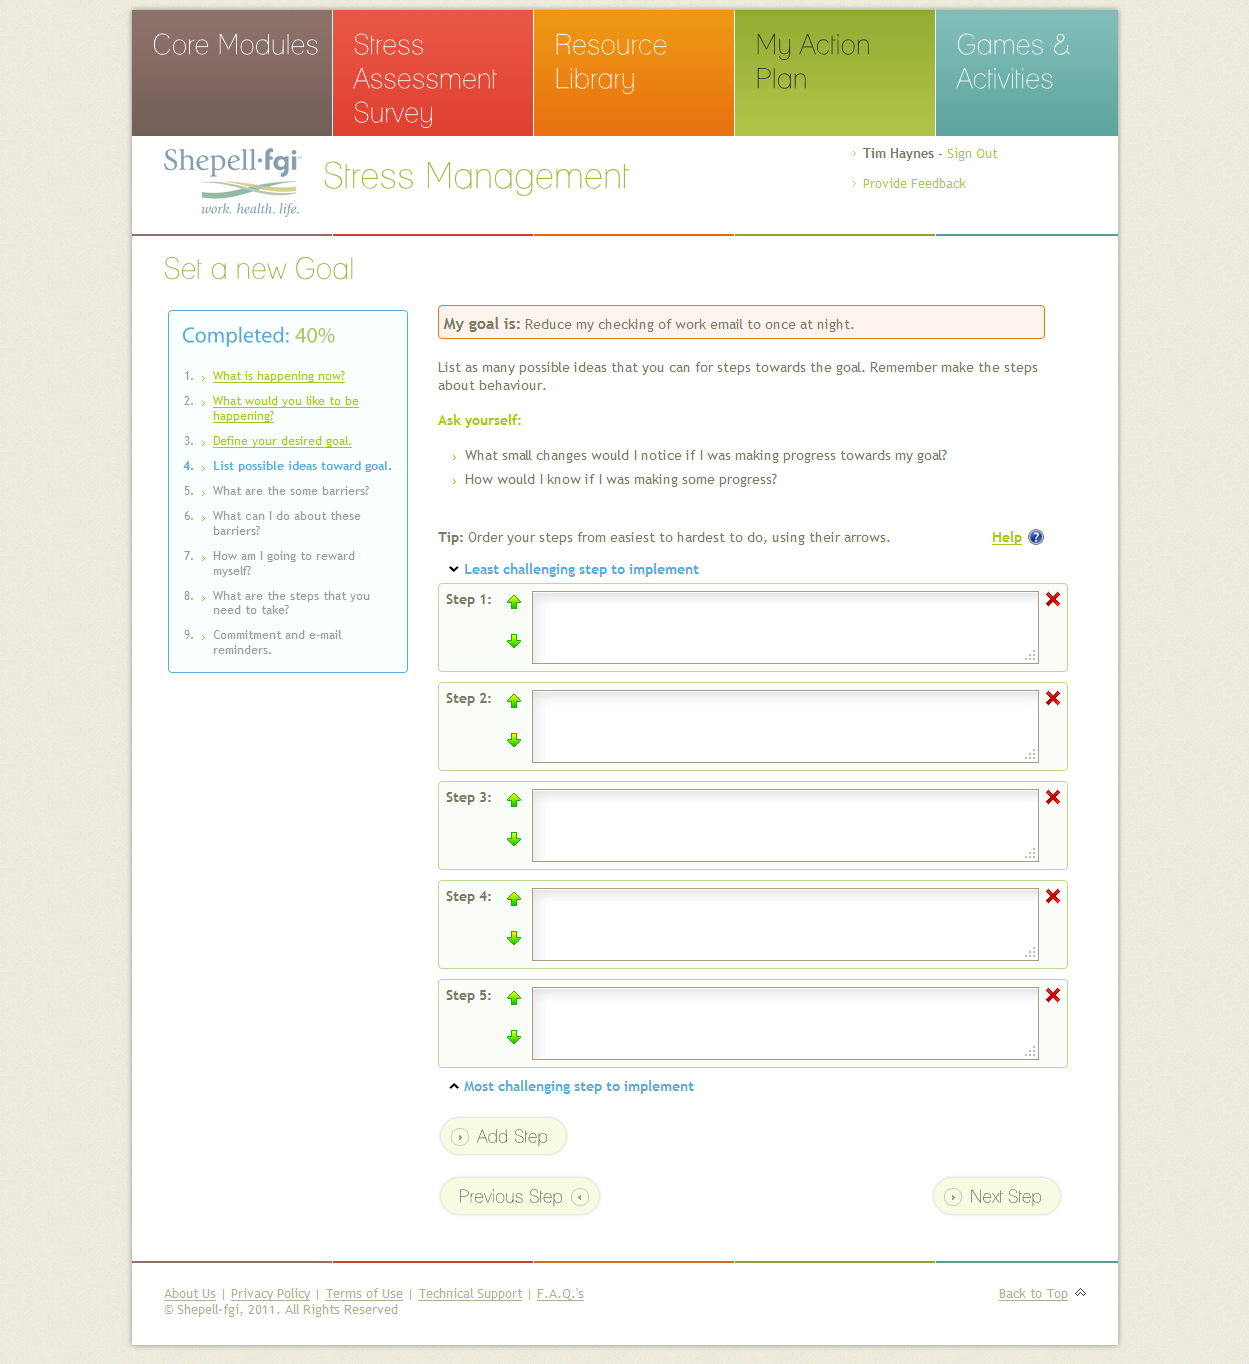 Core Modules
Stress
Assessment
Survey
Resource
Library
My Action
Plan
Games &
Activities
Shepell·fgi™
work. health. life.
Stress Management
Tim Haynes - Sign Out
Provide Feedback
Set a new Goal
Completed: 40%
1. What is happening now?
2. What would you like to be
happening?
3. Define your desired goal.
4. List possible ideas toward goal.
5. What are the some barriers?
6. What can I do about these
barriers?
7. How am I going to reward
myself?
8. What are the steps that you
need to take?
9. Commitment and e-mail
reminders.
My goal is: Reduce my checking of work email to once at night.
List as many possible ideas that you can for steps towards the goal. Remember make the steps
about behaviour.
Ask yourself:
What small changes would I notice if I was making progress towards my goal?
How would I know if I was making some progress?
Tip: Order your steps from easiest to hardest to do, using their arrows.
Help ?
Least challenging step to implement
Step 1:
Step 2:
Step 3:
Step 4:
Step 5:
Most challenging step to implement
Add Step
Previous Step
Next Step
About Us | Privacy Policy | Terms of Use | Technical Support | F.A.Q.'s
Back to Top
© Shepell·fgi, 2011. All Rights Reserved